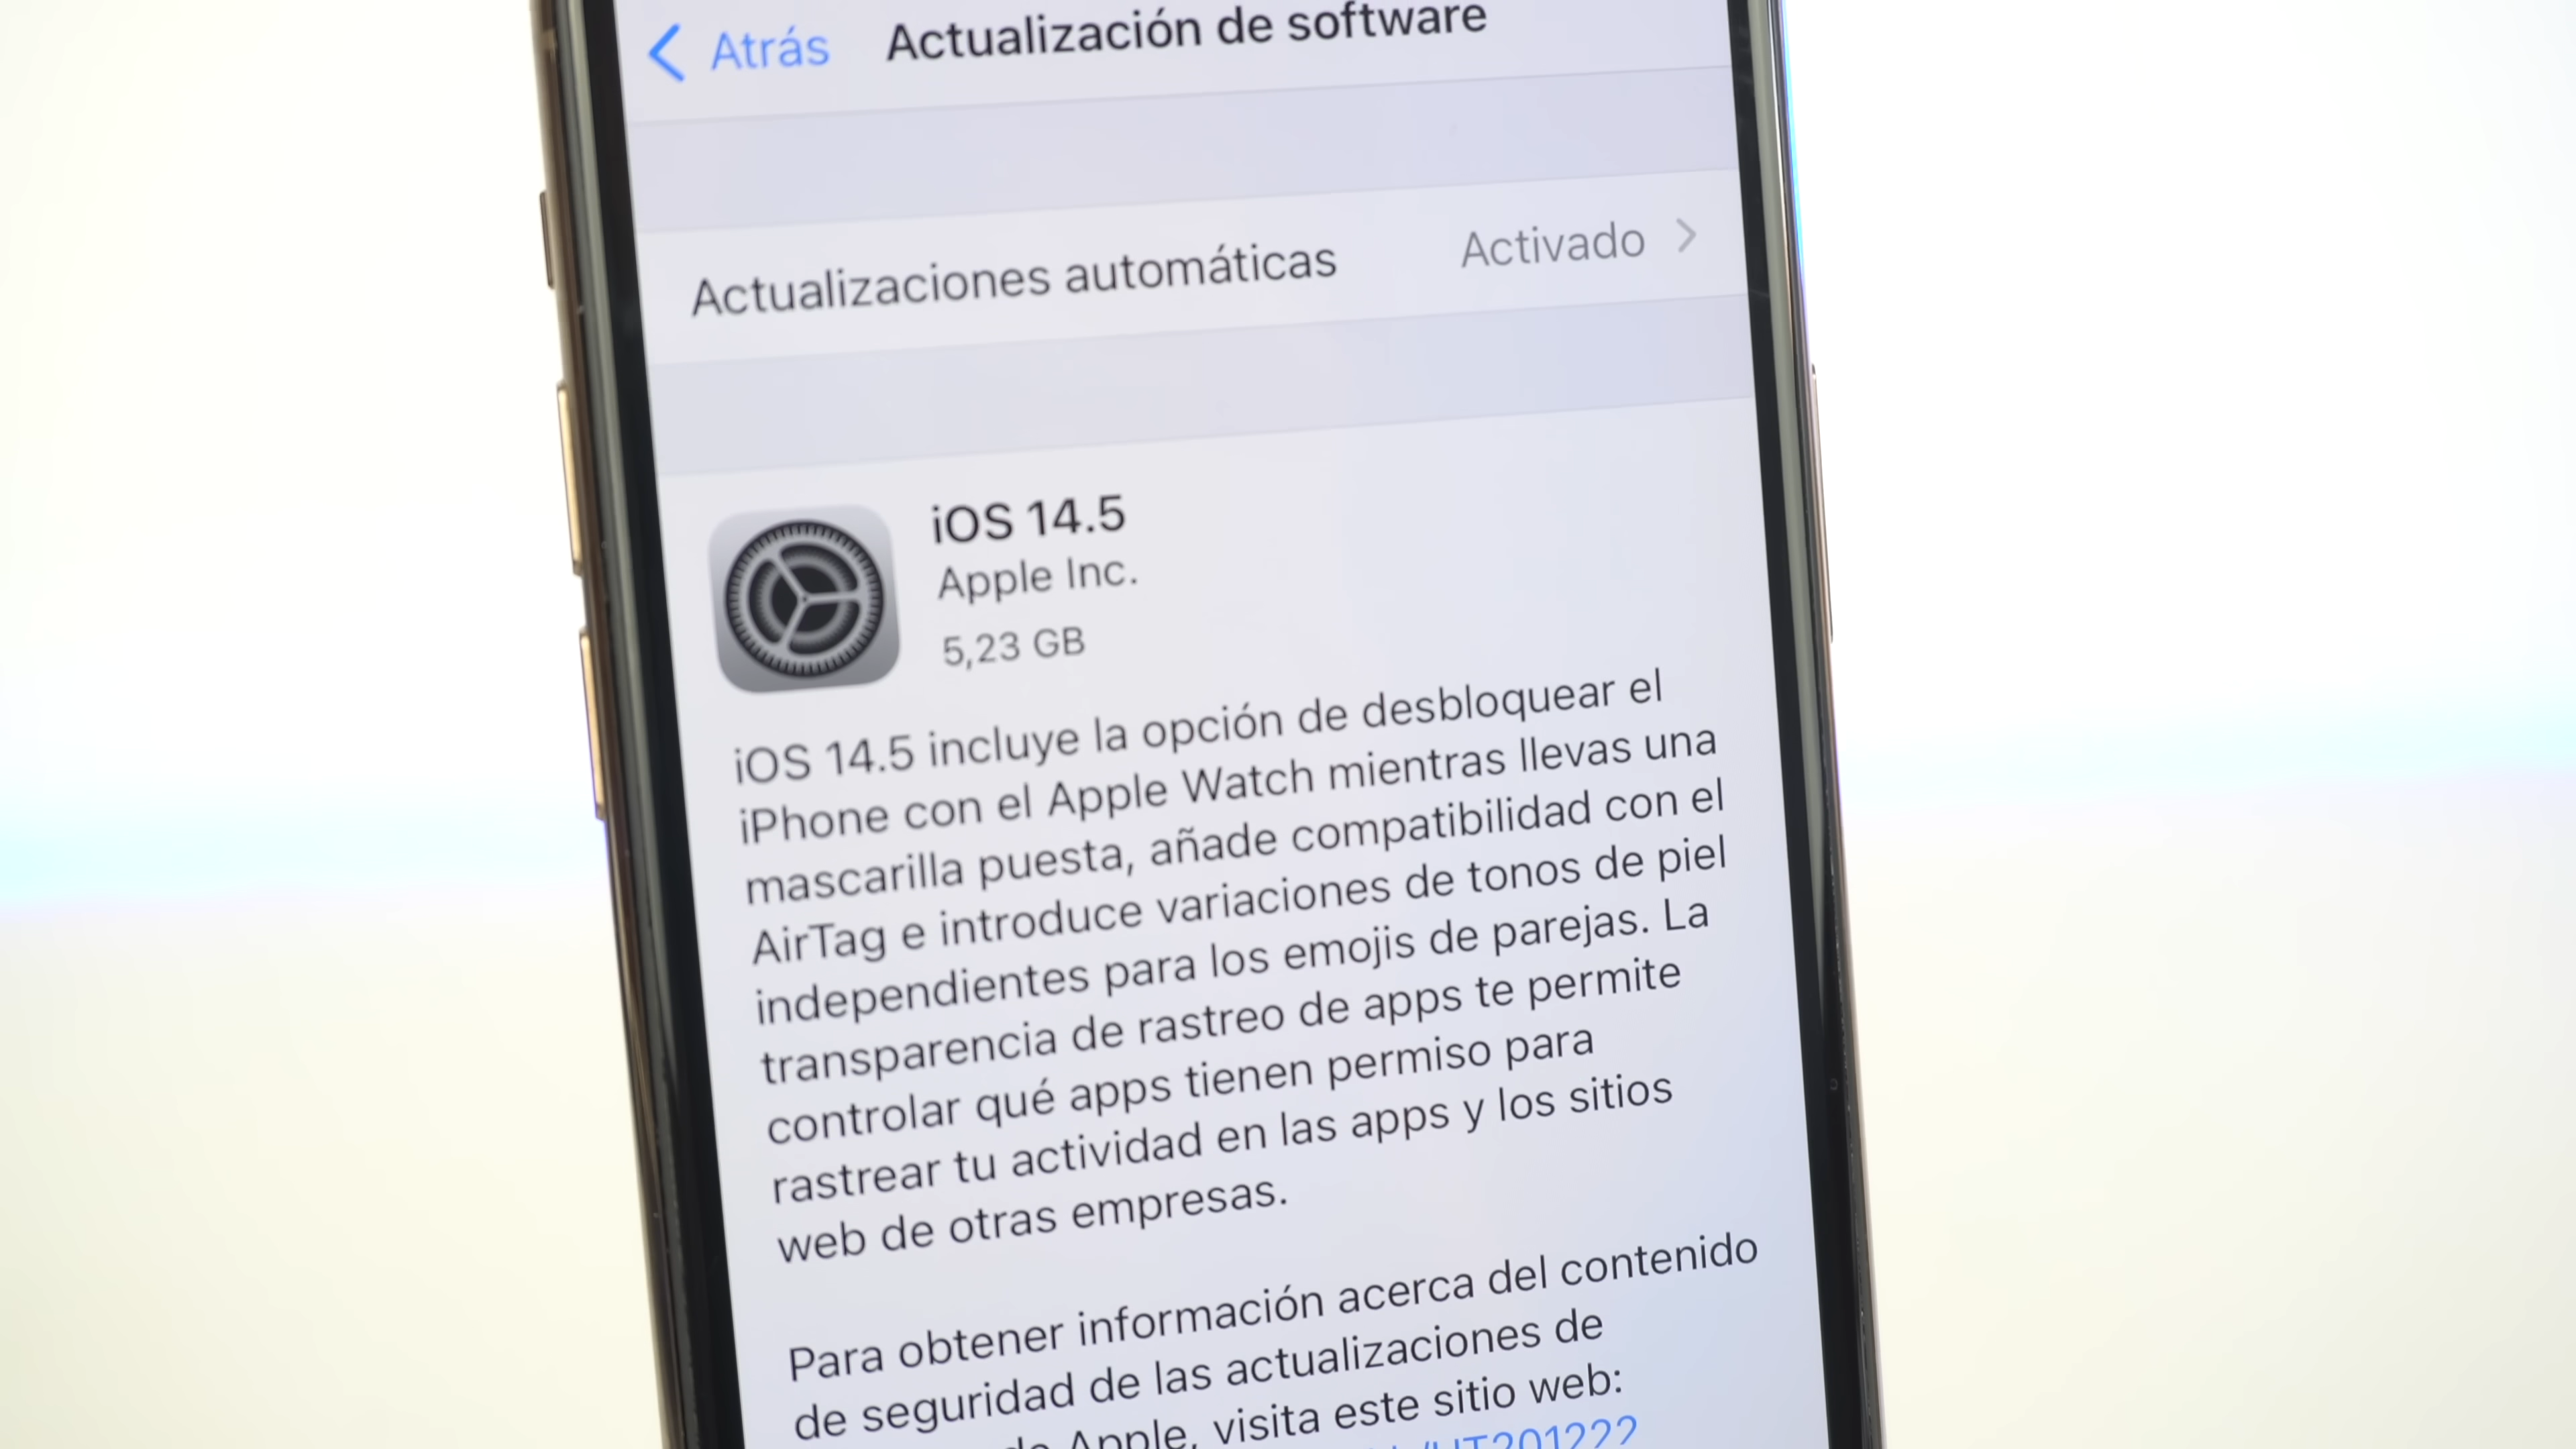 Atrás Actualización de software
Actualizaciones automáticas Activado
iOS 14.5
Apple Inc.
5,23 GB
iOS 14.5 incluye la opción de desbloquear el
iPhone con el Apple Watch mientras llevas una
mascarilla puesta, añade compatibilidad con el
AirTag e introduce variaciones de tonos de piel
independientes para los emojis de parejas. La
transparencia de rastreo de apps te permite
controlar qué apps tienen permiso para
rastrear tu actividad en las apps y los sitios
web de otras empresas.
Para obtener información acerca del contenido
de seguridad de las actualizaciones de
de Apple, visita este sitio web:
/HT201222